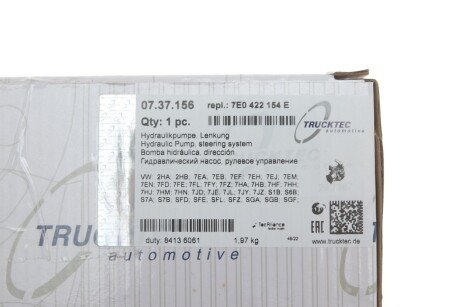 07.37.156 repl.: 7E0 422 154 E
Qty: 1 pc.
TRUCKTEC
automotive
Hydraulikpumpe, Lenkung
Hydraulic Pump, steering system
Bomba hidráulica, dirección
Гидравлический насос, рулевое управление
VW 2HA, 2HB, 7EA, 7EB, 7EF, 7EH, 7EJ, 7EM,
7EN, 7FD, 7FE, 7FL, 7FY, 7FZ, 7HA, 7HB, 7HF, 7HH,
7HJ, 7HM, 7HN, 7JD, 7JE, 7JL, 7JY, 7JZ, S1B, S6B,
S7A, S7B, SFD, SFE, SFL, SFZ, SGA, SGB, SGF,
TecAlliance
EAC
duty: 8413 6061 1,97 kg
www.trucktec.de
TRUCKTEC
automotive